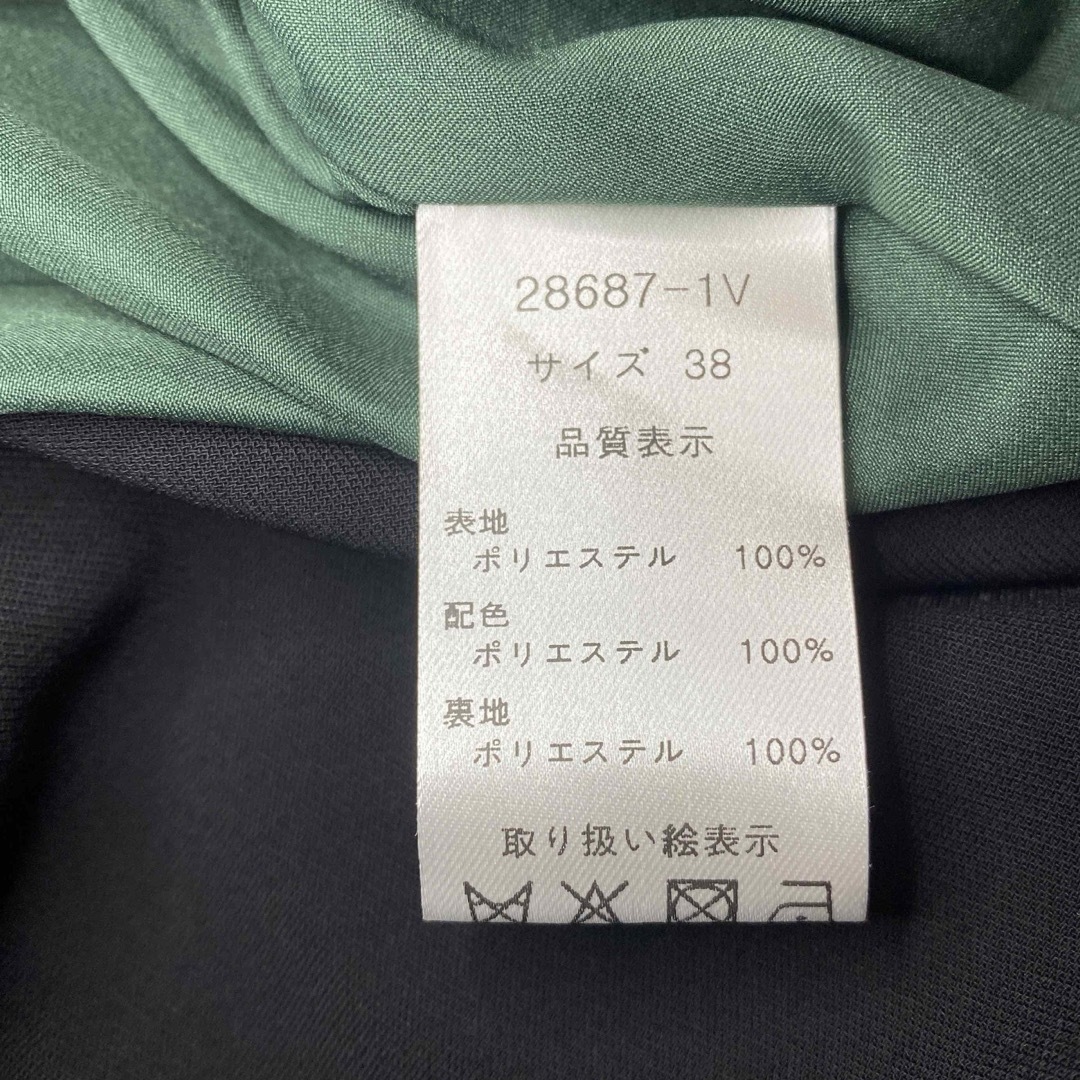 28687-1V
サイズ 38
品質表示
表地
ポリエステル 100%
配色
ポリエステル 100%
裏地
ポリエステル 100%
取り扱い絵表示